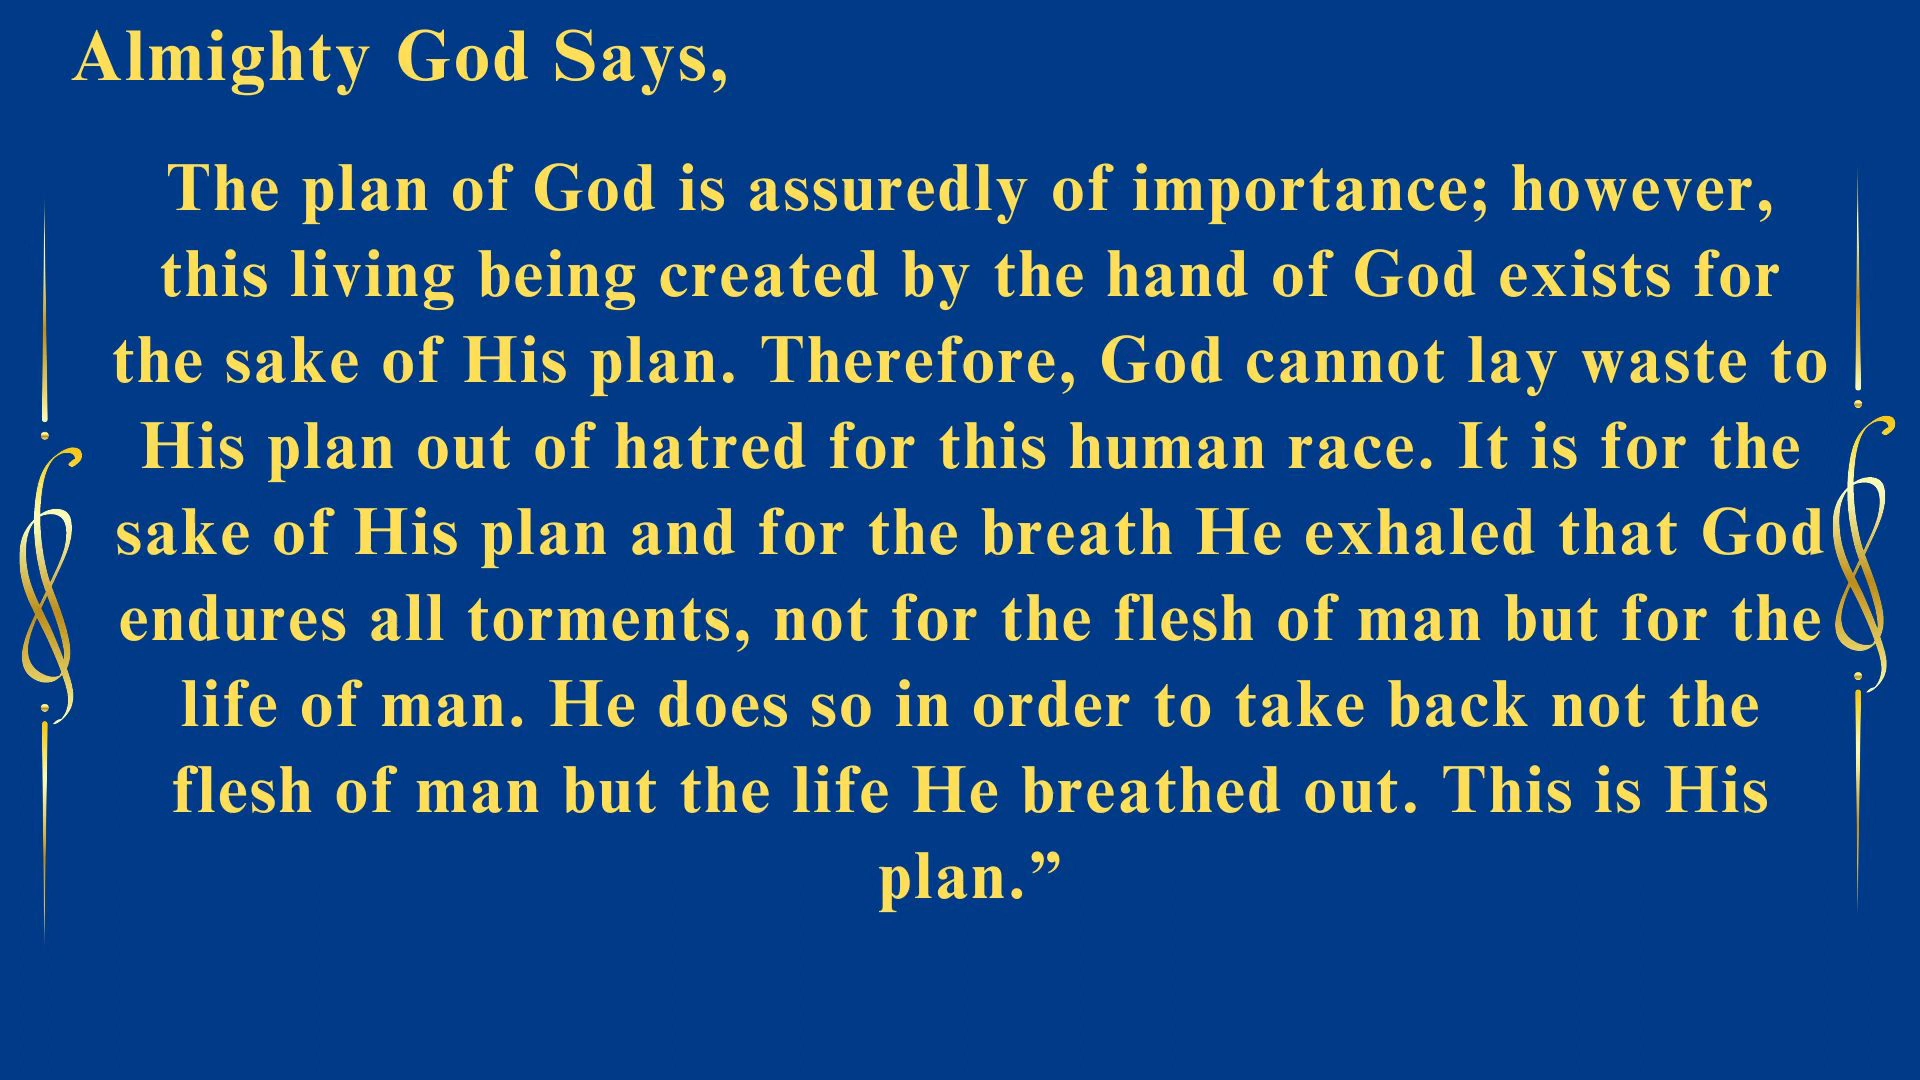 Almighty God Says,
The plan of God is assuredly of importance; however,
this living being created by the hand of God exists for
the sake of His plan. Therefore, God cannot lay waste to
His plan out of hatred for this human race. It is for the
sake of His plan and for the breath He exhaled that God
endures all torments, not for the flesh of man but for the
life of man. He does so in order to take back not the
flesh of man but the life He breathed out. This is His
plan.”